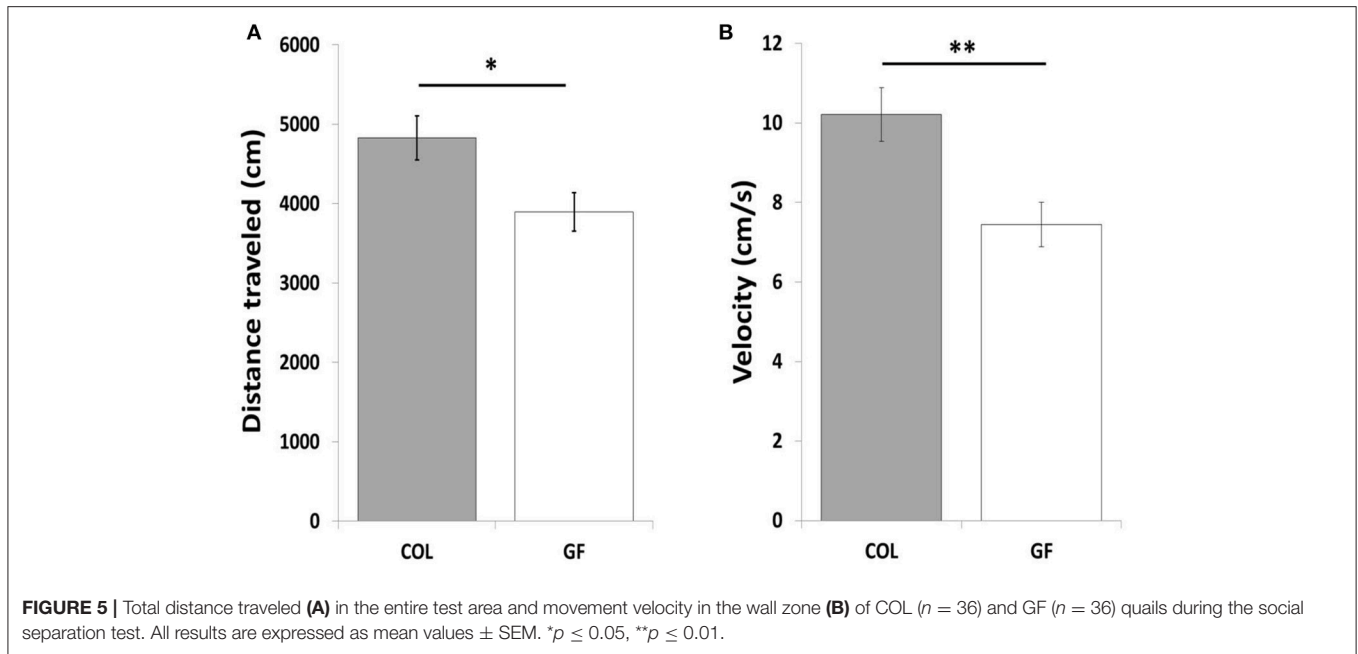 A
6000
5000
4000
3000
2000
1000
0
Distance traveled (cm)
*
COL GF
B
12
10
8
6
4
2
0
Velocity (cm/s)
**
COL GF
FIGURE 5 | Total distance traveled (A) in the entire test area and movement velocity in the wall zone (B) of COL (n = 36) and GF (n = 36) quails during the social
separation test. All results are expressed as mean values ± SEM. *p ≤ 0.05, **p ≤ 0.01.